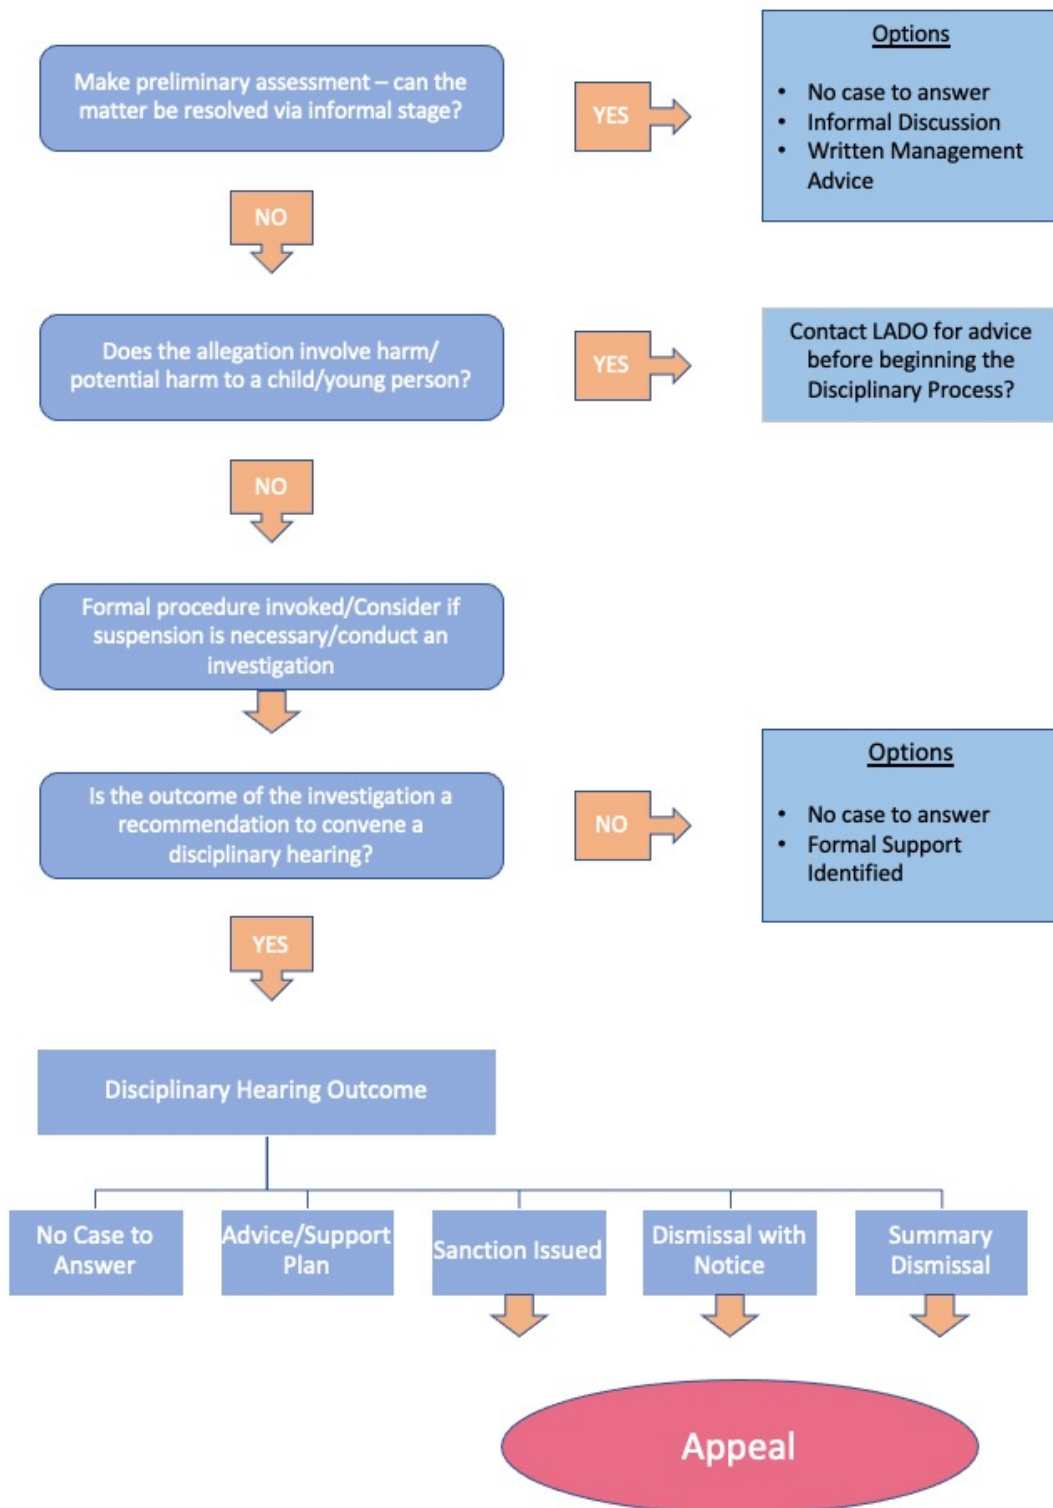 Make preliminary assessment – can the
matter be resolved via informal stage?
YES
Options
• No case to answer
• Informal Discussion
• Written Management
Advice
NO
Does the allegation involve harm/
potential harm to a child/young person?
YES
Contact LADO for advice
before beginning the
Disciplinary Process?
NO
Formal procedure invoked/Consider if
suspension is necessary/conduct an
investigation
Is the outcome of the investigation a
recommendation to convene a
disciplinary hearing?
NO
Options
• No case to answer
• Formal Support
Identified
YES
Disciplinary Hearing Outcome
No Case to
Answer
Advice/Support
Plan
Sanction Issued
Dismissal with
Notice
Summary
Dismissal
Appeal